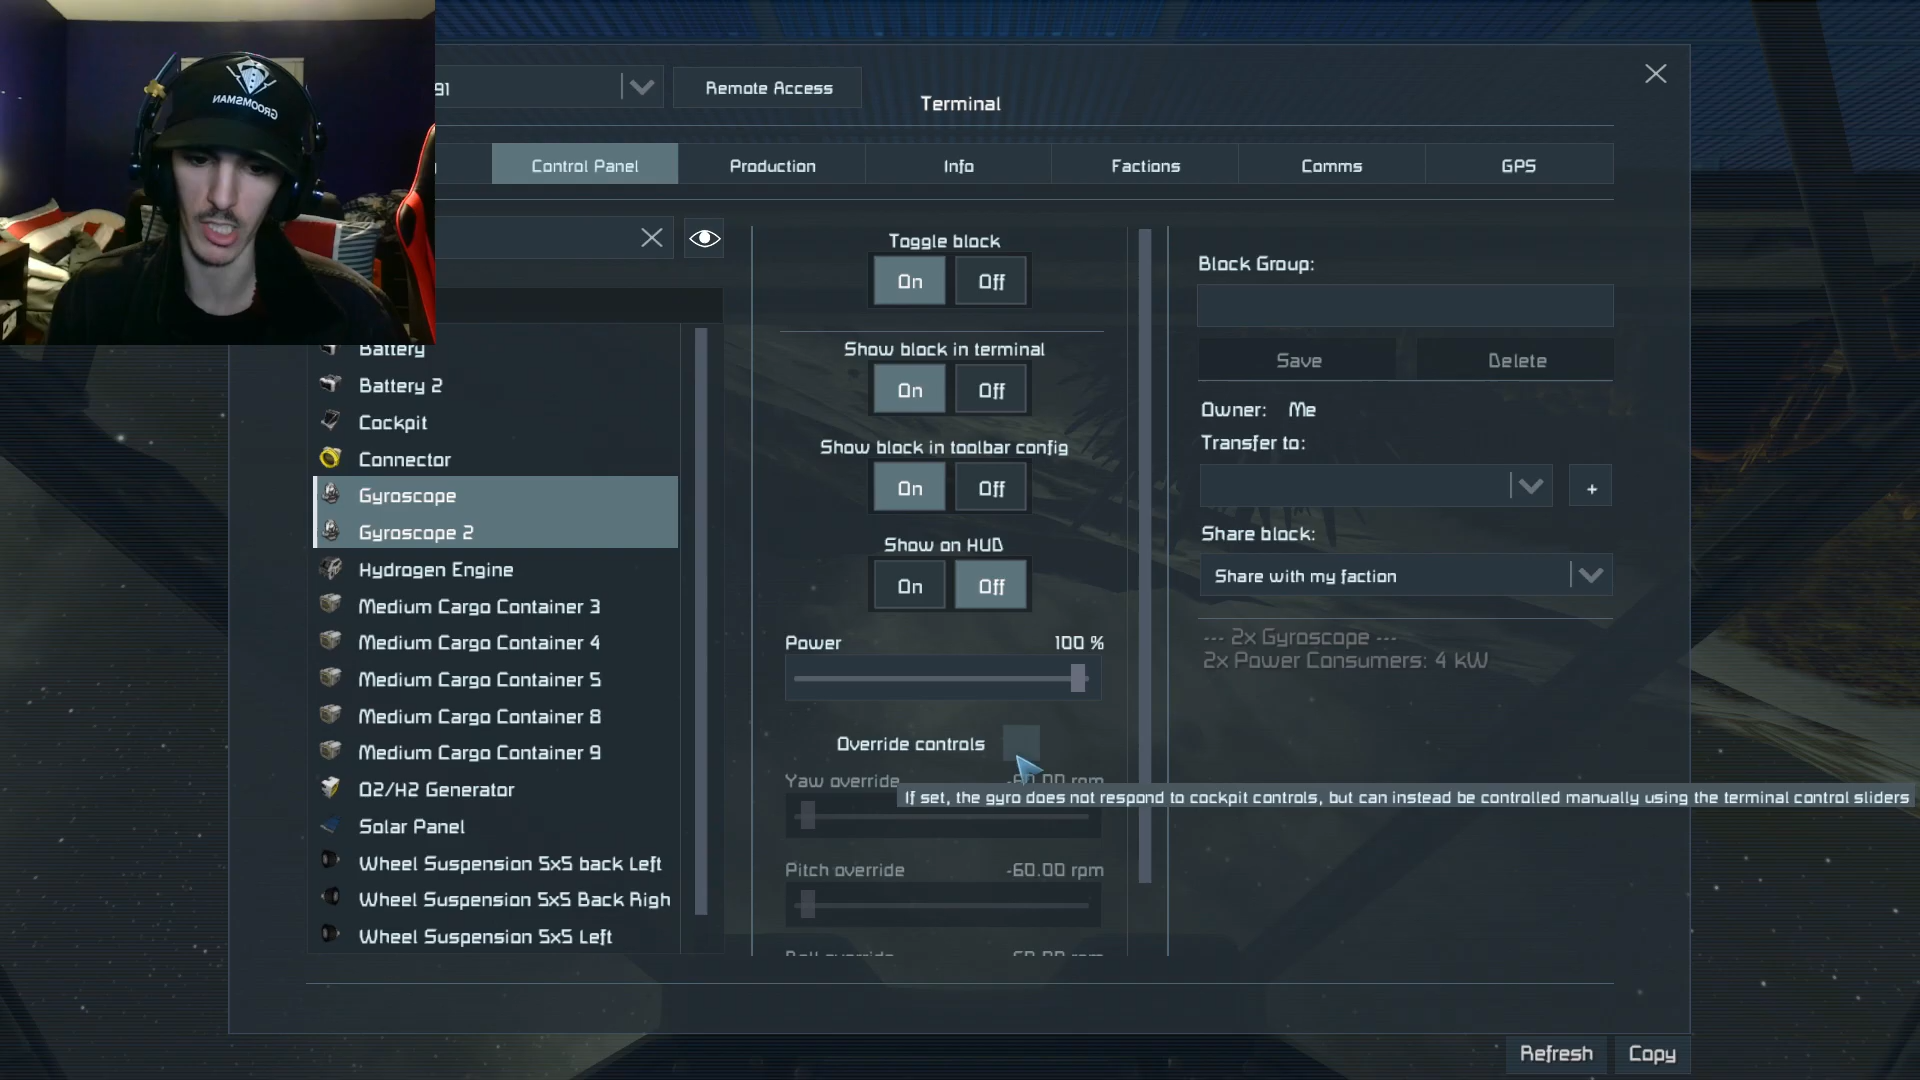 GROOMSMAN
91
Remote Access
Terminal
Control Panel
Production
Info
Factions
Comms
GPS
Battery
Battery 2
Cockpit
Connector
Gyroscope
Gyroscope 2
Hydrogen Engine
Medium Cargo Container 3
Medium Cargo Container 4
Medium Cargo Container 5
Medium Cargo Container 8
Medium Cargo Container 9
O2/H2 Generator
Solar Panel
Wheel Suspension 5x5 back Left
Wheel Suspension 5x5 Back Righ
Wheel Suspension 5x5 Left
Toggle block
On Off
Show block in terminal
On Off
Show block in toolbar config
On Off
Show on HUD
On Off
Power 100 %
Override controls
Yaw override -60.00 rpm
If set, the gyro does not respond to cockpit controls, but can instead be controlled manually using the terminal control sliders
Pitch override -60.00 rpm
Block Group:
Save Delete
Owner: Me
Transfer to:
+
Share block:
Share with my faction
--- 2x Gyroscope ---
2x Power Consumers: 4 kW
Refresh Copy